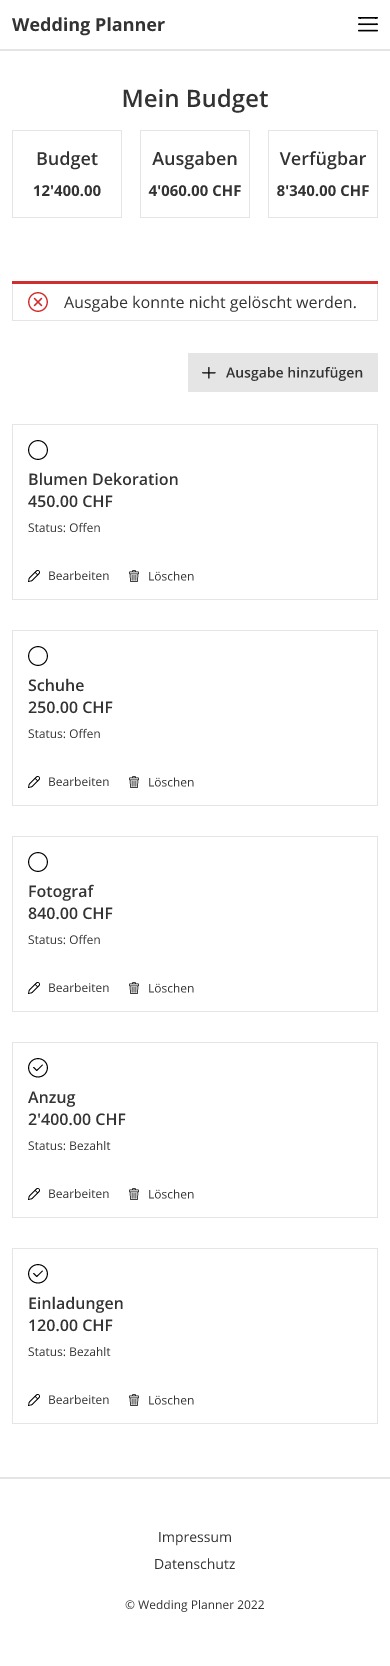 Wedding Planner
Mein Budget
Budget
12'400.00
Ausgaben
4'060.00 CHF
Verfügbar
8'340.00 CHF
Ausgabe konnte nicht gelöscht werden.
Ausgabe hinzufügen
Blumen Dekoration
450.00 CHF
Status: Offen
Bearbeiten Löschen
Schuhe
250.00 CHF
Status: Offen
Bearbeiten Löschen
Fotograf
840.00 CHF
Status: Offen
Bearbeiten Löschen
Anzug
2'400.00 CHF
Status: Bezahlt
Bearbeiten Löschen
Einladungen
120.00 CHF
Status: Bezahlt
Bearbeiten Löschen
Impressum
Datenschutz
© Wedding Planner 2022